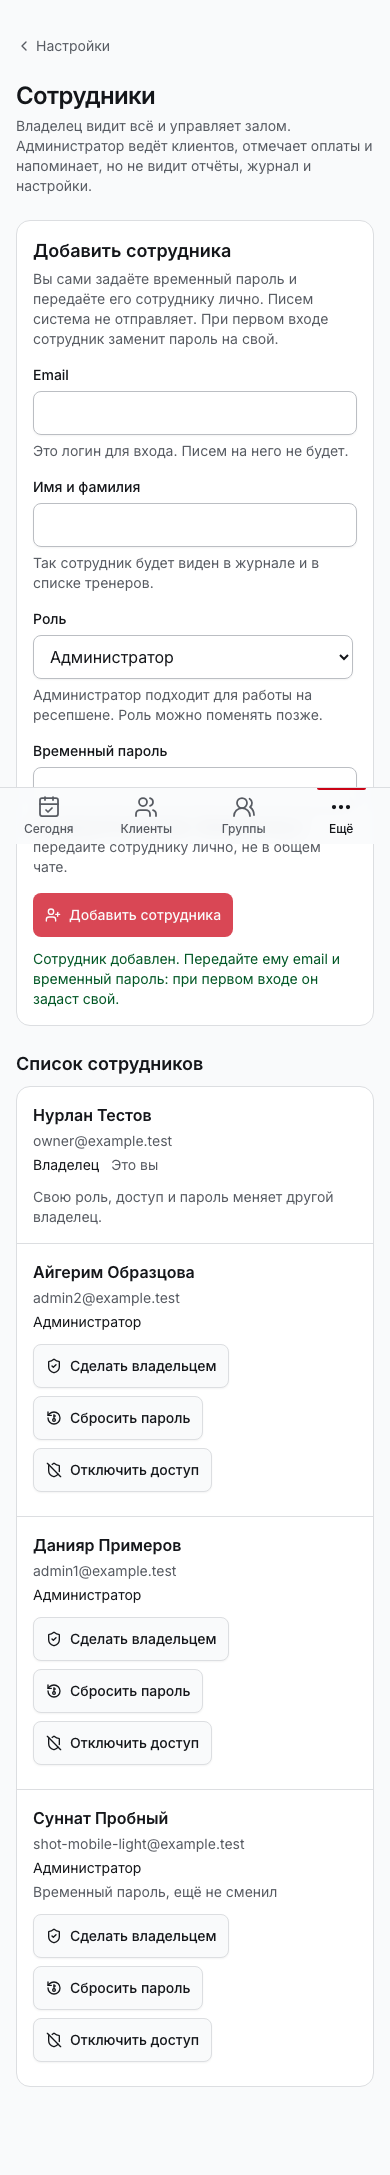 Настройки
Сотрудники
Владелец видит всё и управляет залом.
Администратор ведёт клиентов, отмечает оплаты и
напоминает, но не видит отчёты, журнал и
настройки.
Добавить сотрудника
Вы сами задаёте временный пароль и
передаёте его сотруднику лично. Писем
система не отправляет. При первом входе
сотрудник заменит пароль на свой.
Email
Это логин для входа. Писем на него не будет.
Имя и фамилия
Так сотрудник будет виден в журнале и в
списке тренеров.
Роль
Администратор
Администратор подходит для работы на
ресепшене. Роль можно поменять позже.
Временный пароль
Сегодня
Клиенты
Группы
Ещё
передайте сотруднику лично, не в общем
чате.
Добавить сотрудника
Сотрудник добавлен. Передайте ему email и
временный пароль: при первом входе он
задаст свой.
Список сотрудников
Нурлан Тестов
owner@example.test
Владелец Это вы
Свою роль, доступ и пароль меняет другой
владелец.
Айгерим Образцова
admin2@example.test
Администратор
Сделать владельцем
Сбросить пароль
Отключить доступ
Данияр Примеров
admin1@example.test
Администратор
Сделать владельцем
Сбросить пароль
Отключить доступ
Суннат Пробный
shot-mobile-light@example.test
Администратор
Временный пароль, ещё не сменил
Сделать владельцем
Сбросить пароль
Отключить доступ